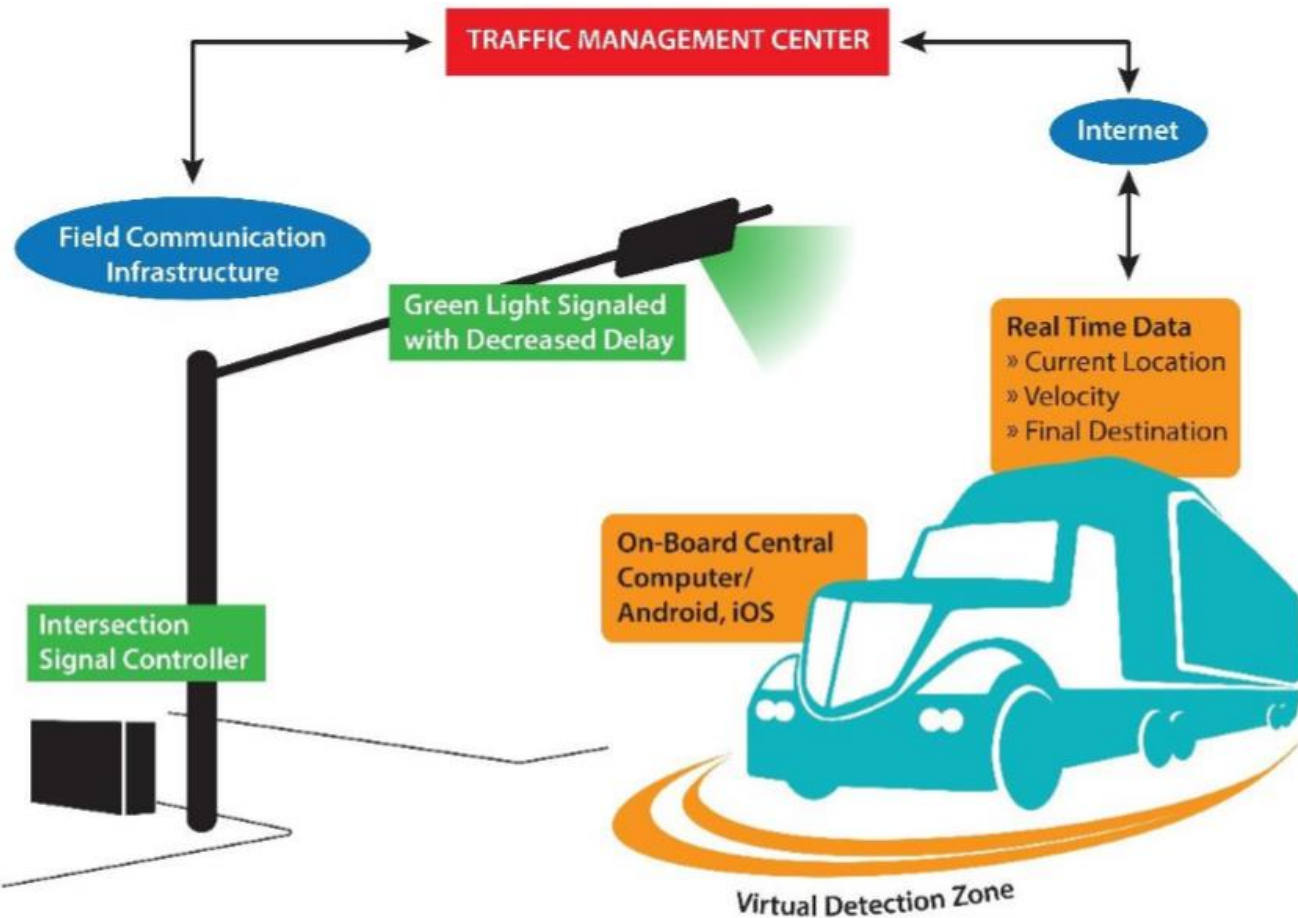 TRAFFIC MANAGEMENT CENTER
Internet
Field Communication
Infrastructure
Green Light Signaled
with Decreased Delay
Real Time Data
» Current Location
» Velocity
» Final Destination
On-Board Central
Computer/
Android, iOS
Intersection
Signal Controller
Virtual Detection Zone